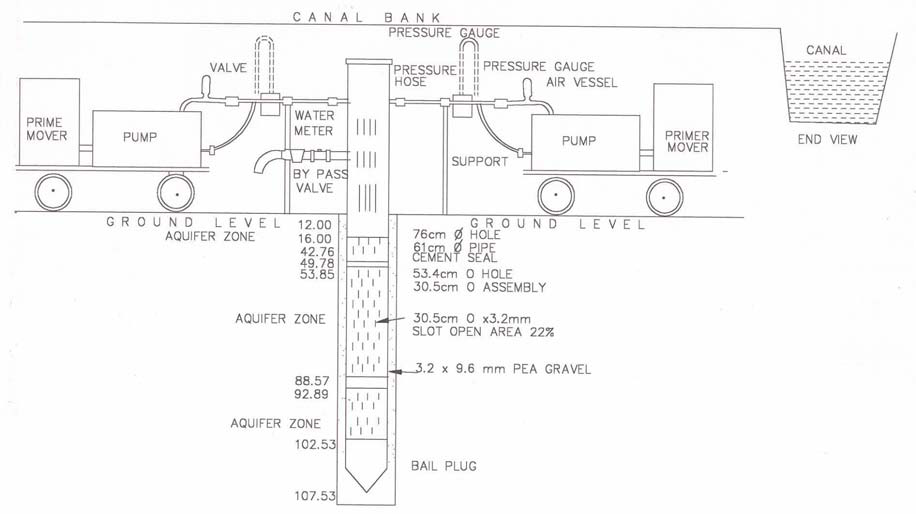 CANAL BANK
PRESSURE GAUGE
VALVE
PRESSURE
HOSE
PRESSURE GAUGE
AIR VESSEL
CANAL
END VIEW
PRIME
MOVER
PUMP
WATER
METER
BY PASS
VALVE
SUPPORT
PUMP
PRIMER
MOVER
GROUND LEVEL
GROUND LEVEL
12.00
AQUIFER ZONE
16.00
42.76
49.78
53.85
76cm Ø HOLE
61cm Ø PIPE
CEMENT SEAL
53.4cm O HOLE
30.5cm O ASSEMBLY
AQUIFER ZONE
30.5cm O x3.2mm
SLOT OPEN AREA 22%
3.2 x 9.6 mm PEA GRAVEL
88.57
92.89
AQUIFER ZONE
102.53
BAIL PLUG
107.53